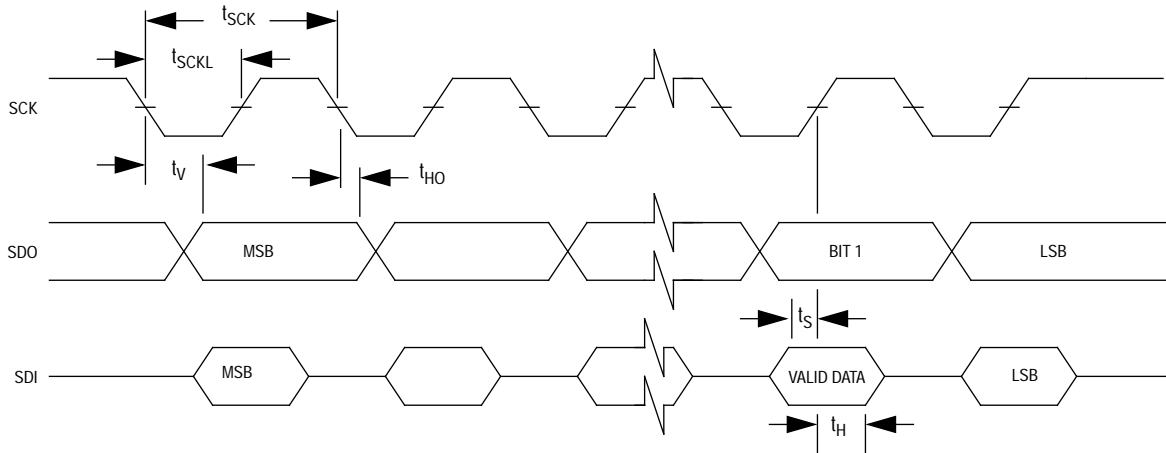 tSCK
tSCKL
SCK
tV
tHO
SDO
MSB
BIT 1
LSB
tS
SDI
MSB
VALID DATA
LSB
tH